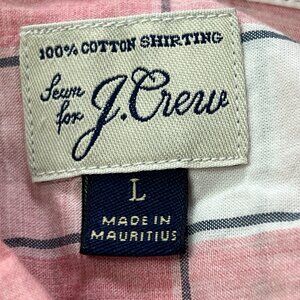 100% COTTON SHIRTING
Sewn
for
J.Crew
L
MADE IN
MAURITIUS